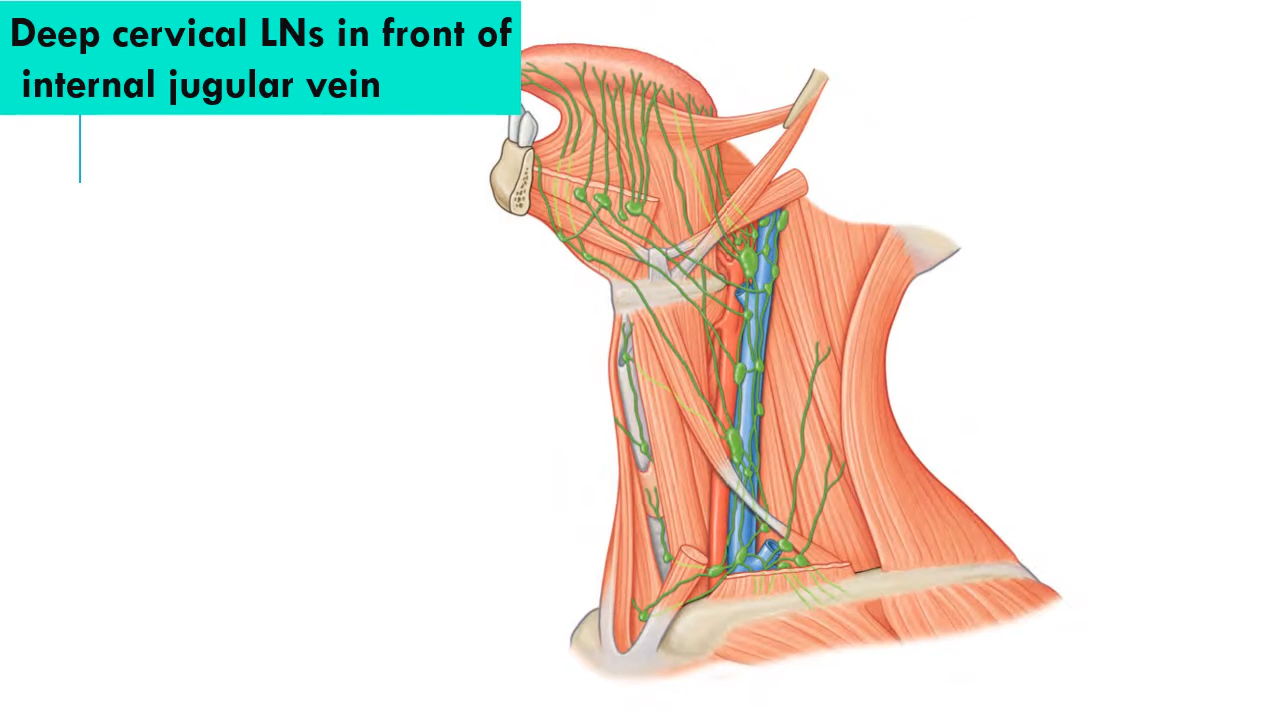 Deep cervical LNs in front of
internal jugular vein